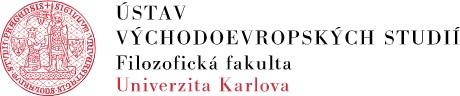 ÚSTAV
VÝCHODOEVROPSKÝCH STUDIÍ
Filozofická fakulta
Univerzita Karlova